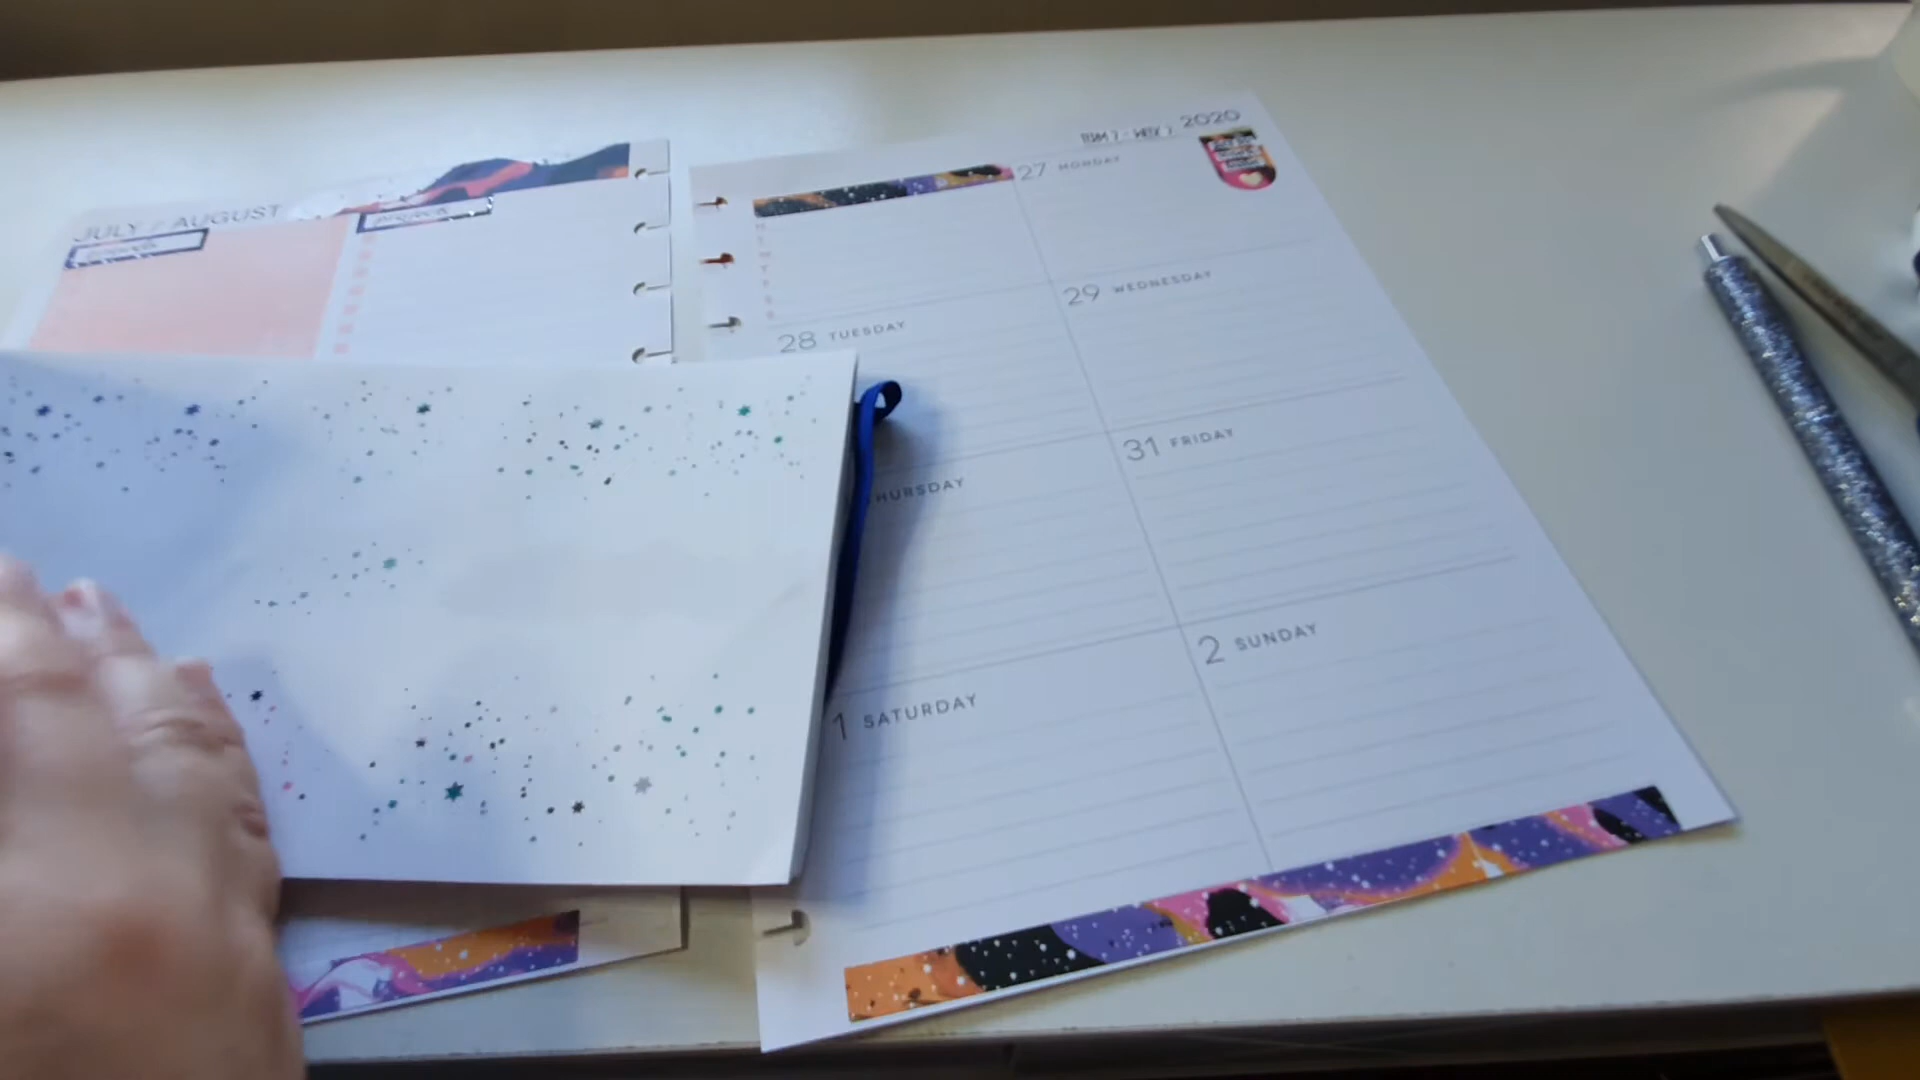 JULY / AUGUST
2020
27 MONDAY
28 TUESDAY
29 WEDNESDAY
HURSDAY
31 FRIDAY
1 SATURDAY
2 SUNDAY